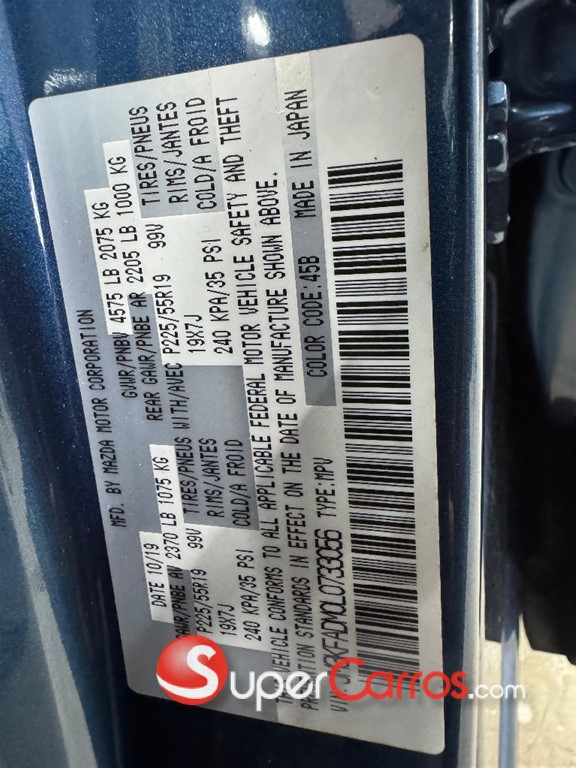 MFD. BY MAZDA MOTOR CORPORATION
DATE 10/19 GVWR/PNBV 4575 LB 2075 KG
GAWR/PNBE AV 2370 LB 1075 KG REAR GAWR/PNBE AR 2205 LB 1000 KG
P225/55R19 99V TIRES/PNEUS WITH/AVEC P225/55R19 99V TIRES/PNEUS
19X7J RIMS/JANTES 19X7J RIMS/JANTES
240 KPA/35 PSI COLD/A FROID 240 KPA/35 PSI COLD/A FROID
VEHICLE CONFORMS TO ALL APPLICABLE FEDERAL MOTOR VEHICLE SAFETY AND THEFT
STANDARDS IN EFFECT ON THE DATE OF MANUFACTURE SHOWN ABOVE.
TYPE:MPV COLOR CODE:45B MADE IN JAPAN
SuperCarros.com